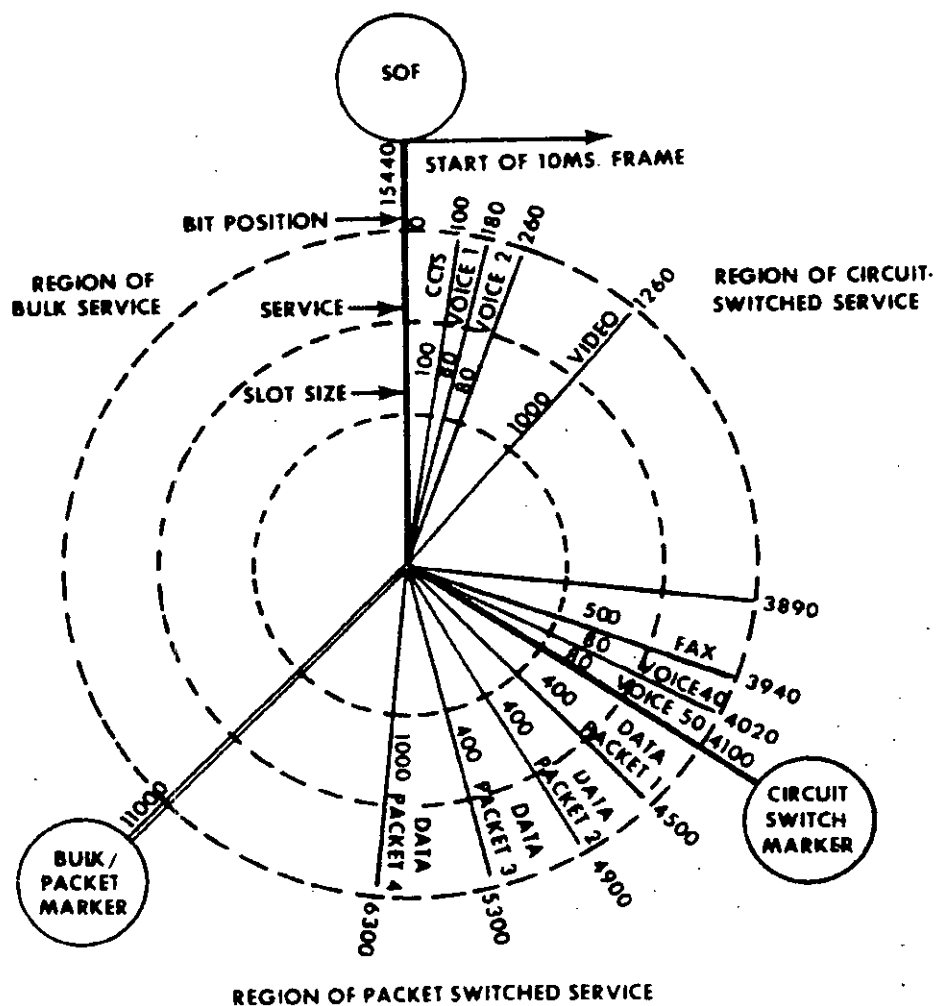 SOF
START OF 10MS. FRAME
15440
BIT POSITION
0
100
180
260
REGION OF
BULK SERVICE
SERVICE
CCTS
VOICE 1
VOICE 2
VIDEO
1260
REGION OF CIRCUIT-
SWITCHED SERVICE
SLOT SIZE
100
80
80
1000
3890
500
FAX
3940
80
VOICE 40
4020
80
VOICE 50
4100
CIRCUIT
SWITCH
MARKER
400
DATA
PACKET 1
4500
400
DATA
PACKET 2
4900
400
DATA
PACKET 3
5300
1000
DATA
PACKET 4
6300
11000
BULK/
PACKET
MARKER
REGION OF PACKET SWITCHED SERVICE